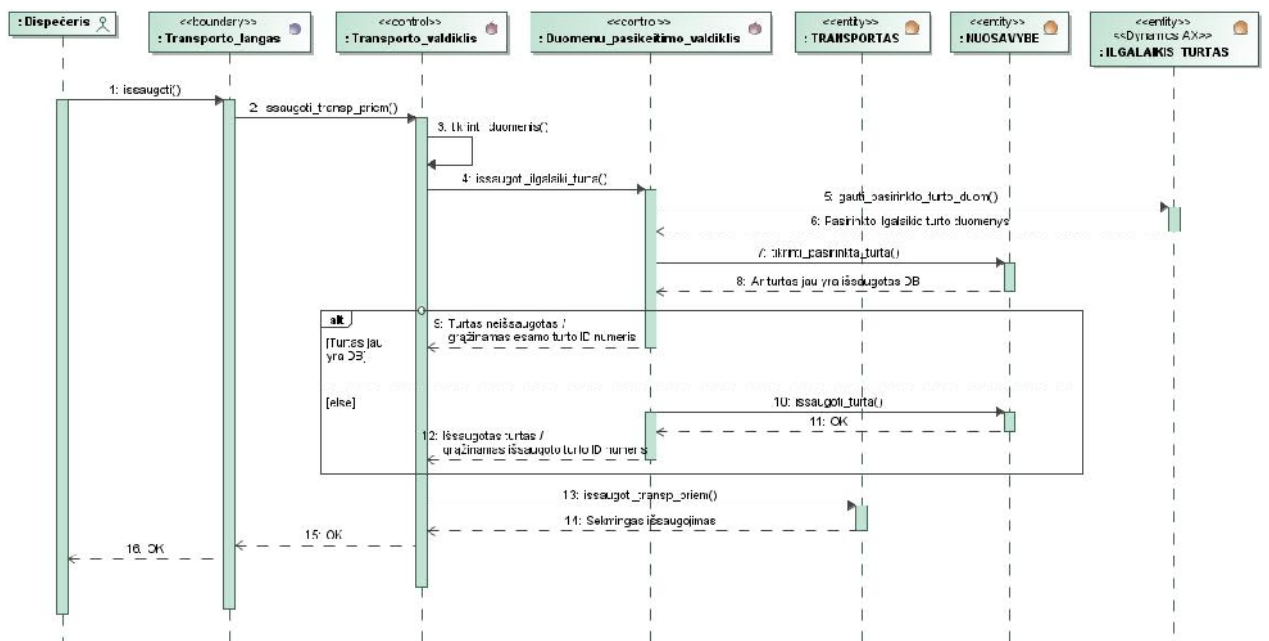 : Dispečeris
<<boundary>>
: Transporto_langas
<<control>>
: Transporto_valdiklis
<<control>>
: Duomenu_pasikeitimo_valdiklis
<<entity>>
: TRANSPORTAS
<<entity>>
: NUOSAVYBE
<<entity>>
<<Dynamics AX>>
: ILGALAIKIS_TURTAS
1: issaugoti()
2: issaugoti_transp_priem()
3: tikrinti_duomenis()
4: issaugoti_ilgalaiki_turta()
5: gauti_pasirinkto_turto_duom()
6: Pasirinkto ilgalaikio turto duomenys
7: tikrinti_pasirinkta_turta()
8: Ar turtas jau yra išsaugotas DB
alt
[Turtas jau
yra DB]
9: Turtas neišsaugotas /
grąžinamas esamo turto ID numeris
[else]
10: issaugoti_turta()
11: OK
12: Išsaugotas turtas /
grąžinamas išsaugoto turto ID numeris
13: issaugoti_transp_priem()
14: Sėkmingas išsaugojimas
15: OK
16: OK